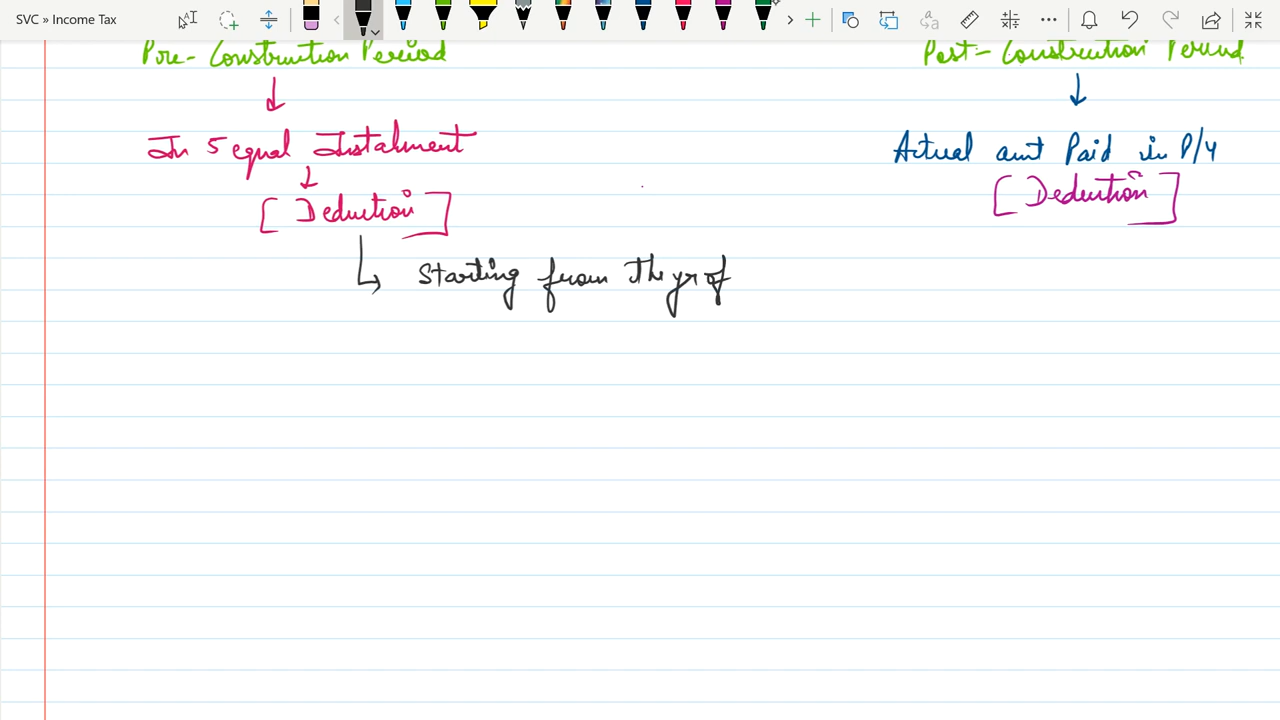 SVC » Income Tax
Pre-Construction Period
Post-Construction Period
In 5 equal Instalment
Actual amt Paid in P/Y
[Deduction]
[Deduction]
Starting from the yr of